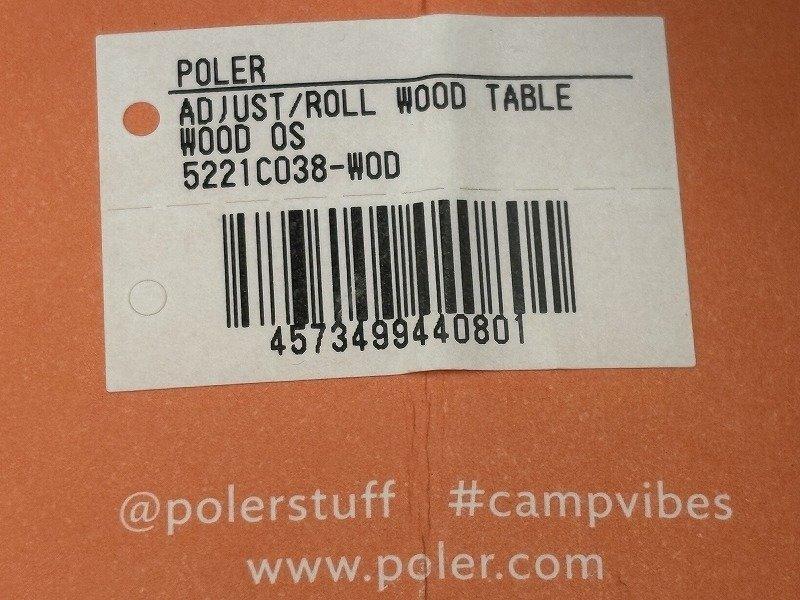 POLER
ADJUST/ROLL WOOD TABLE
WOOD OS
5221C038-WOD
4573499440801
@polerstuff #campvibes
www.poler.com